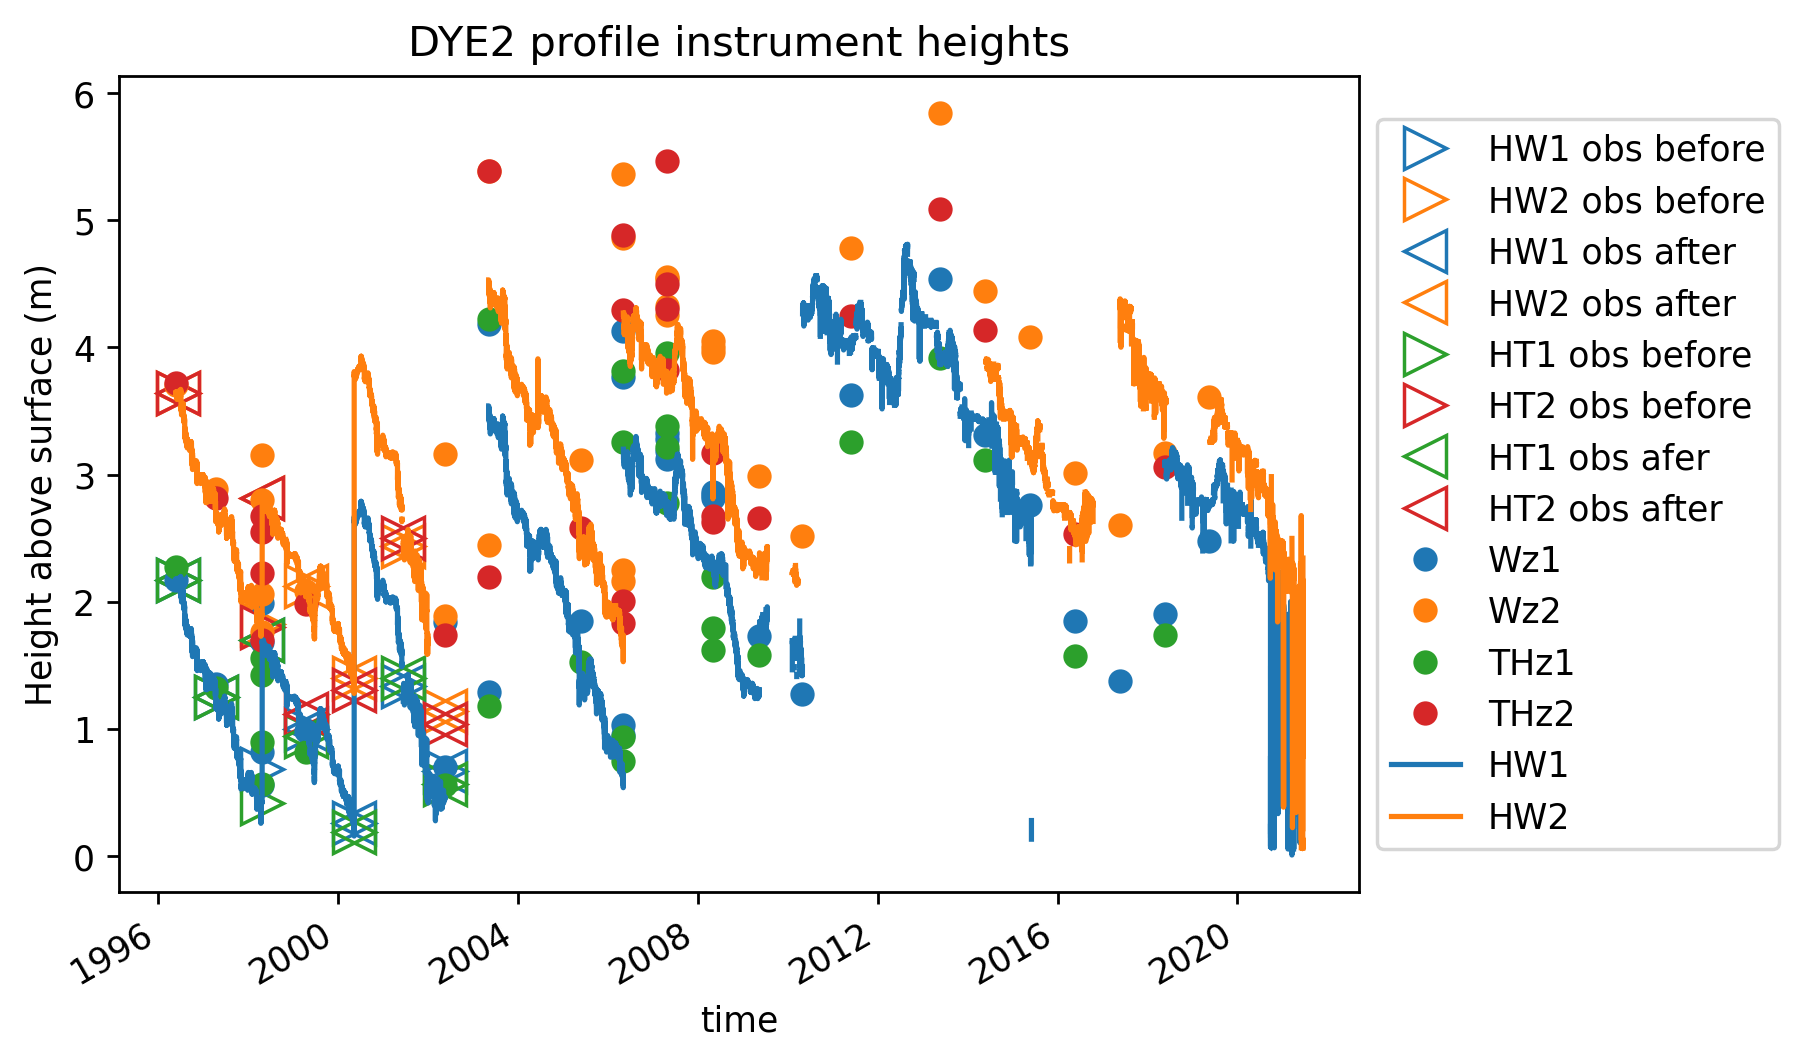 DYE2 profile instrument heights
6
5
4
3
2
1
0
Height above surface (m)
1996
2000
2004
2008
2012
2016
2020
time
HW1 obs before
HW2 obs before
HW1 obs after
HW2 obs after
HT1 obs before
HT2 obs before
HT1 obs afer
HT2 obs after
Wz1
Wz2
THz1
THz2
HW1
HW2